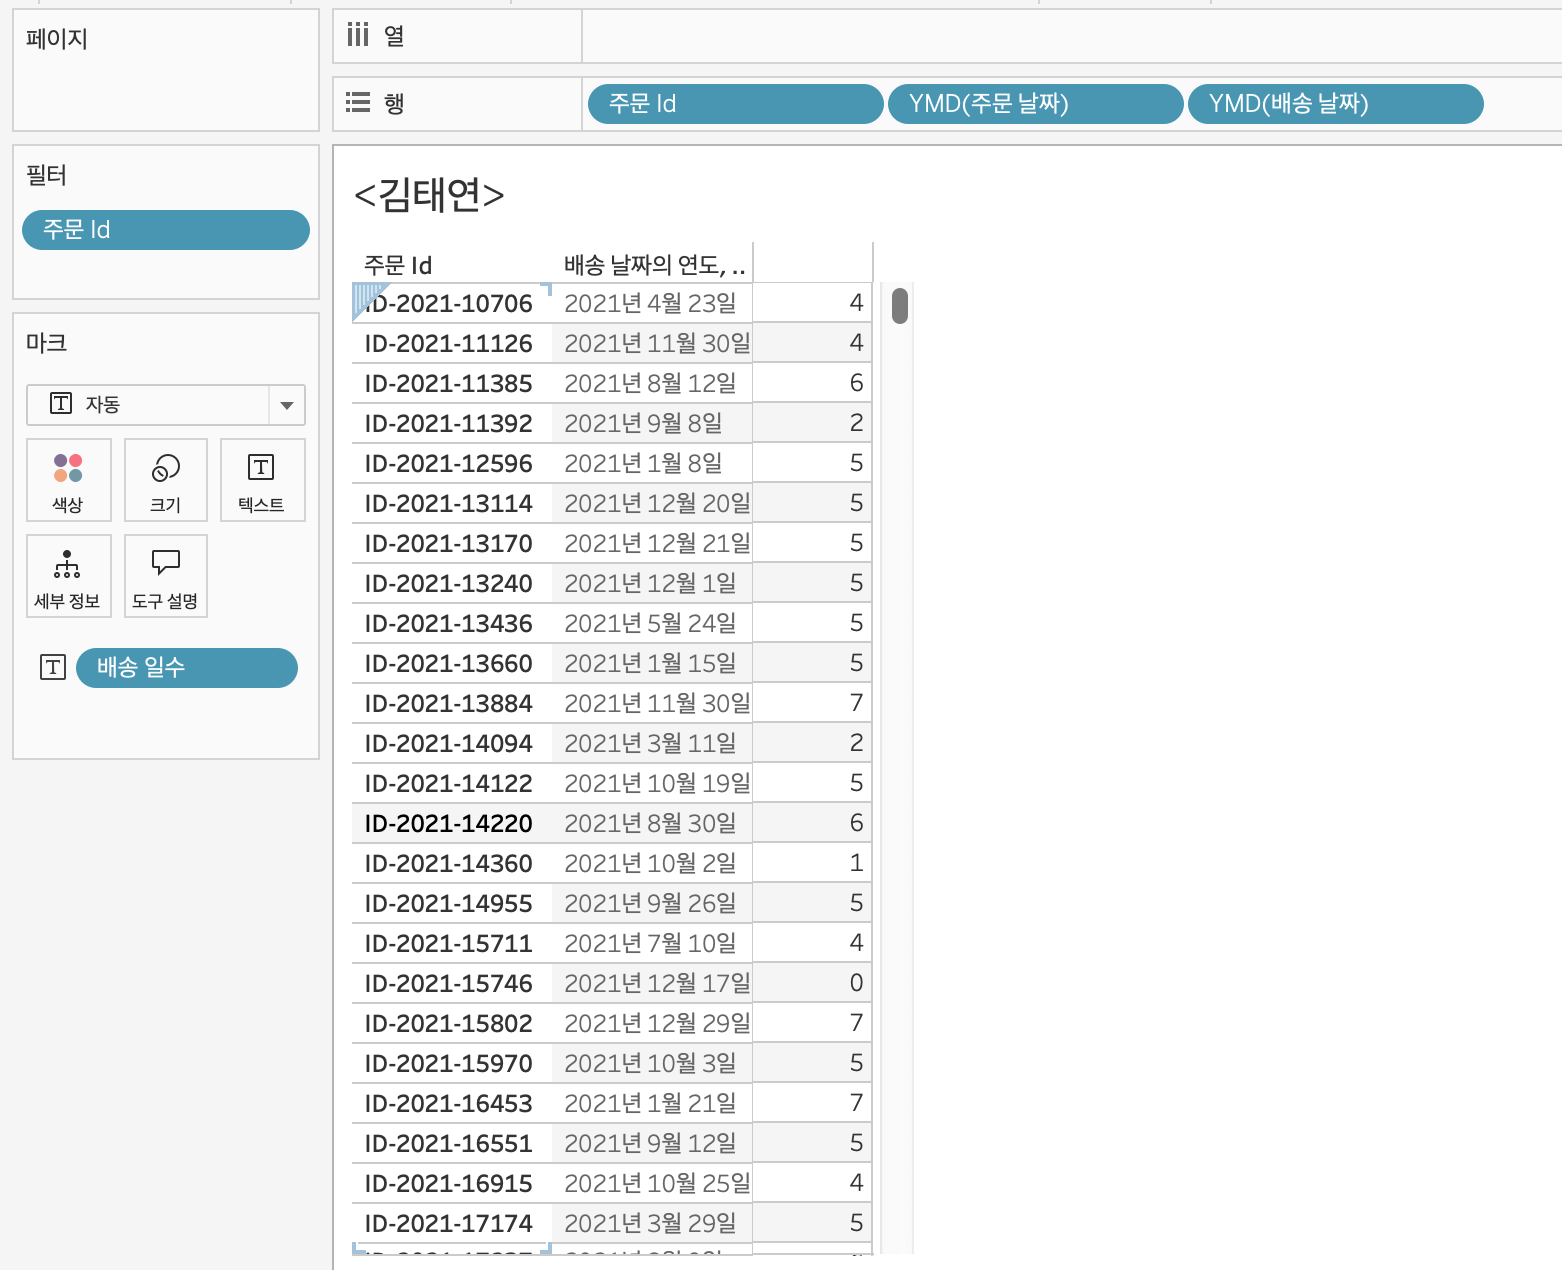 페이지
열
행
주문 Id
YMD(주문 날짜)
YMD(배송 날짜)
필터
주문 Id
마크
자동
색상
크기
텍스트
세부 정보
도구 설명
배송 일수
<김태연>
주문 Id 배송 날짜의 연도, ..
ID-2021-10706 2021년 4월 23일 4
ID-2021-11126 2021년 11월 30일 4
ID-2021-11385 2021년 8월 12일 6
ID-2021-11392 2021년 9월 8일 2
ID-2021-12596 2021년 1월 8일 5
ID-2021-13114 2021년 12월 20일 5
ID-2021-13170 2021년 12월 21일 5
ID-2021-13240 2021년 12월 1일 5
ID-2021-13436 2021년 5월 24일 5
ID-2021-13660 2021년 1월 15일 5
ID-2021-13884 2021년 11월 30일 7
ID-2021-14094 2021년 3월 11일 2
ID-2021-14122 2021년 10월 19일 5
ID-2021-14220 2021년 8월 30일 6
ID-2021-14360 2021년 10월 2일 1
ID-2021-14955 2021년 9월 26일 5
ID-2021-15711 2021년 7월 10일 4
ID-2021-15746 2021년 12월 17일 0
ID-2021-15802 2021년 12월 29일 7
ID-2021-15970 2021년 10월 3일 5
ID-2021-16453 2021년 1월 21일 7
ID-2021-16551 2021년 9월 12일 5
ID-2021-16915 2021년 10월 25일 4
ID-2021-17174 2021년 3월 29일 5